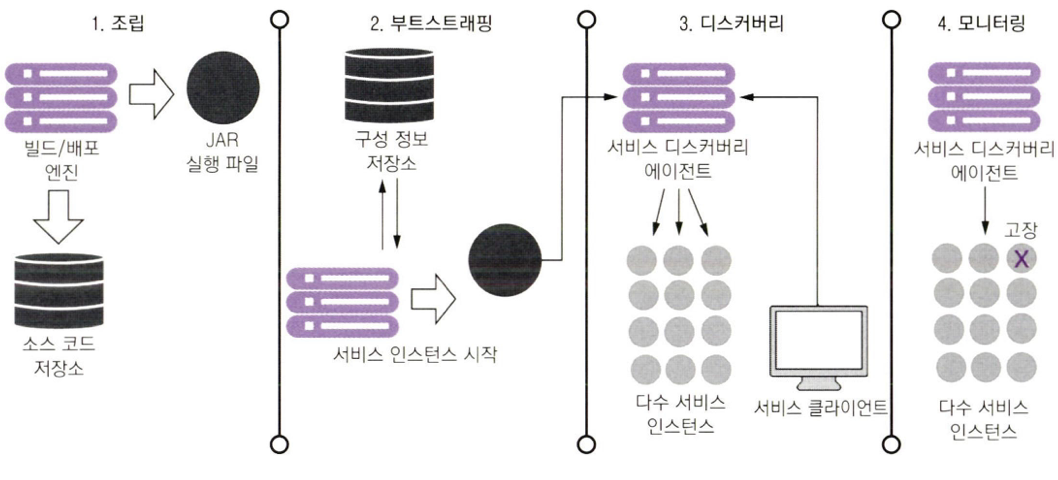 1. 조립
빌드/배포
엔진
JAR
실행 파일
소스 코드
저장소
2. 부트스트래핑
구성 정보
저장소
서비스 인스턴스 시작
3. 디스커버리
서비스 디스커버리
에이전트
다수 서비스
인스턴스
서비스 클라이언트
4. 모니터링
서비스 디스커버리
에이전트
고장
X
다수 서비스
인스턴스